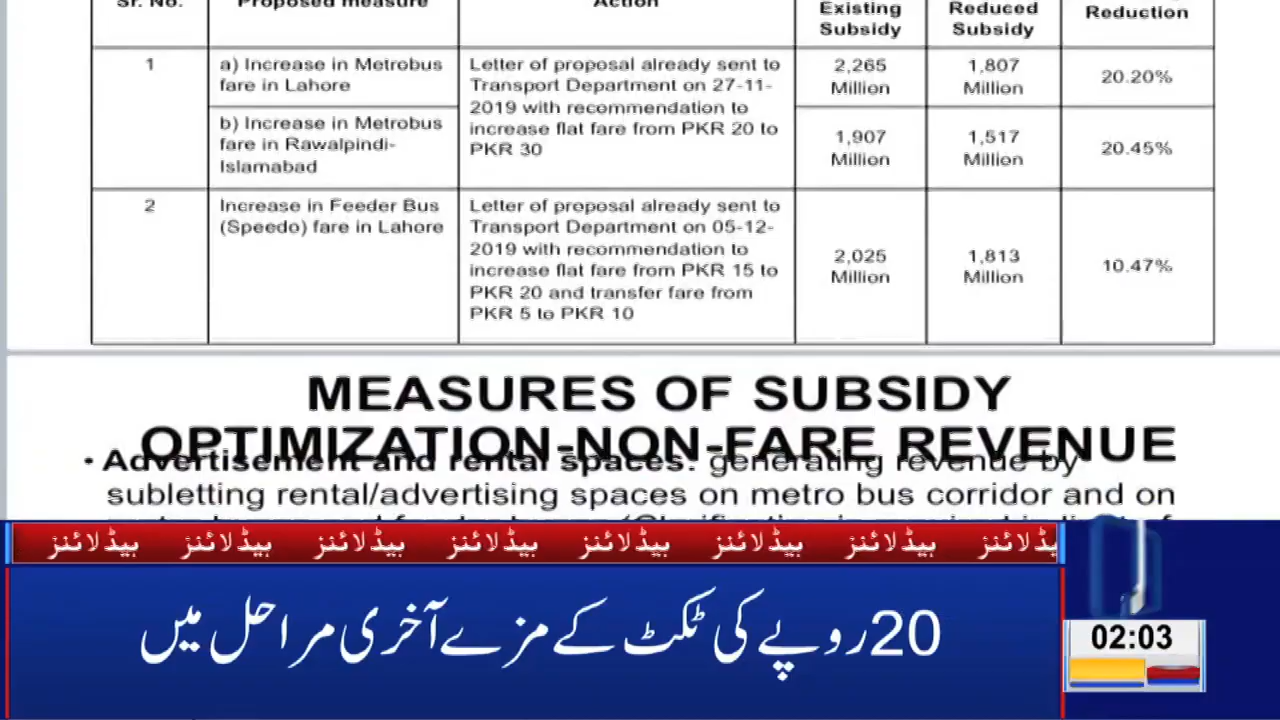 Sr. No.
Proposed measure
Action
Existing
Subsidy
Reduced
Subsidy
Reduction
1
a) Increase in Metrobus
fare in Lahore
Letter of proposal already sent to
Transport Department on 27-11-
2019 with recommendation to
increase flat fare from PKR 20 to
PKR 30
2,265
Million
1,807
Million
20.20%
b) Increase in Metrobus
fare in Rawalpindi-
Islamabad
1,907
Million
1,517
Million
20.45%
2
Increase in Feeder Bus
(Speedo) fare in Lahore
Letter of proposal already sent to
Transport Department on 05-12-
2019 with recommendation to
increase flat fare from PKR 15 to
PKR 20 and transfer fare from
PKR 5 to PKR 10
2,025
Million
1,813
Million
10.47%
MEASURES OF SUBSIDY
OPTIMIZATION-NON-FARE REVENUE
• Advertisement and rental spaces: generating revenue by
subletting rental/advertising spaces on metro bus corridor and on
ہیڈلائنز ہیڈلائنز ہیڈلائنز ہیڈلائنز ہیڈلائنز ہیڈلائنز ہیڈلائنز
20 روپے کی ٹکٹ کے مزے آخری مراحل میں
02:03